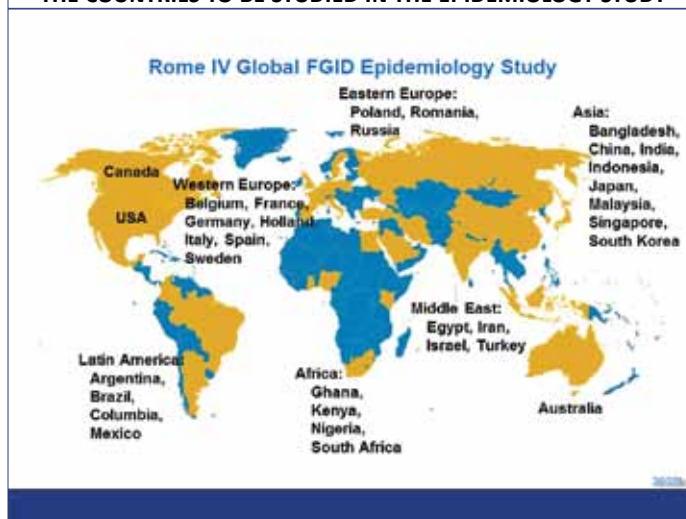 THE COUNTRIES TO BE STUDIED IN THE EPIDEMIOLOGY STUDY
Rome IV Global FGID Epidemiology Study
Eastern Europe:
Poland, Romania,
Russia
Asia:
Bangladesh,
China, India,
Indonesia,
Japan,
Malaysia,
Singapore,
South Korea
Canada
USA
Western Europe:
Belgium, France,
Germany, Holland
Italy, Spain,
Sweden
Middle East:
Egypt, Iran,
Israel, Turkey
Latin America:
Argentina,
Brazil,
Columbia,
Mexico
Africa:
Ghana,
Kenya,
Nigeria,
South Africa
Australia